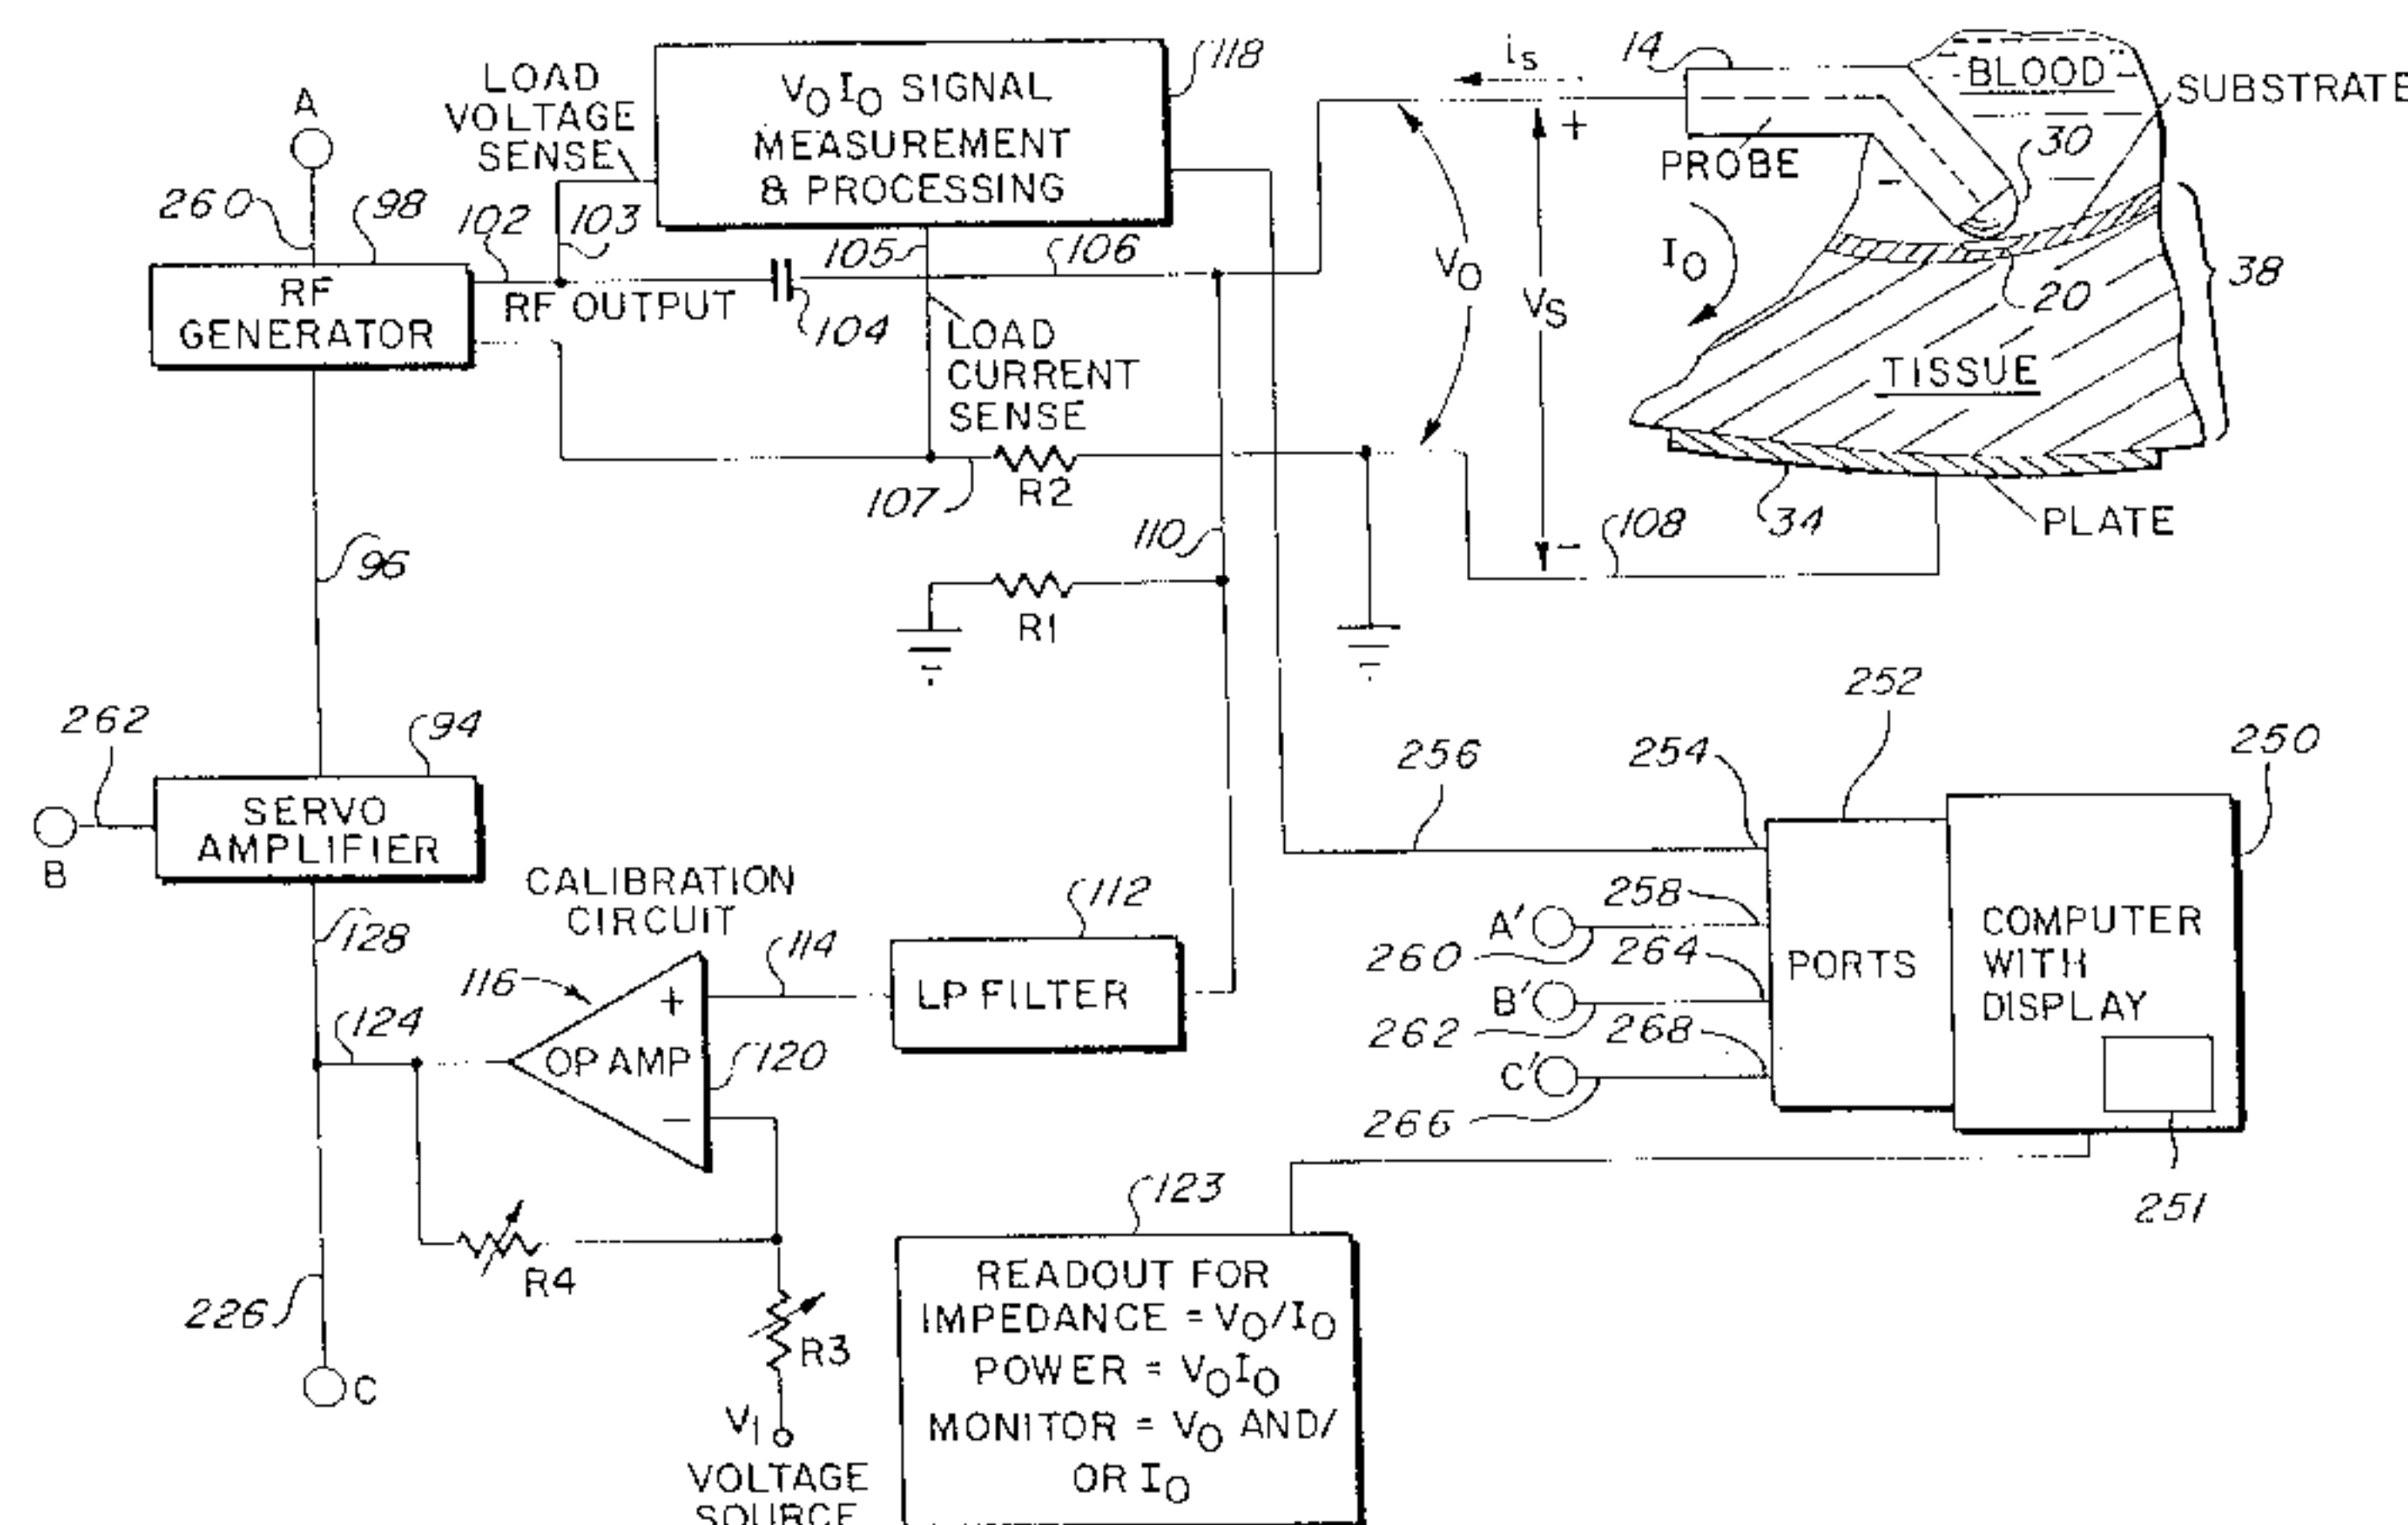 A
260
98
RF
GENERATOR
102
RF OUTPUT
LOAD
VOLTAGE
SENSE
103
V₀I₀ SIGNAL
MEASUREMENT
& PROCESSING
118
105
106
104
LOAD
CURRENT
SENSE
107
R2
110
R1
iₛ
+
V₀
Vₛ
−
108
14
PROBE
BLOOD
SUBSTRATE
30
I₀
20
38
TISSUE
34
PLATE
96
262
94
B
SERVO
AMPLIFIER
128
CALIBRATION
CIRCUIT
116
+
OP AMP
−
120
114
112
LP FILTER
124
R4
R3
226
C
V₁
VOLTAGE
SOURCE
256
254
252
250
258
A'
260
264
B'
262
268
C'
266
PORTS
COMPUTER
WITH
DISPLAY
251
123
READOUT FOR
IMPEDANCE = V₀/I₀
POWER = V₀I₀
MONITOR = V₀ AND/
OR I₀